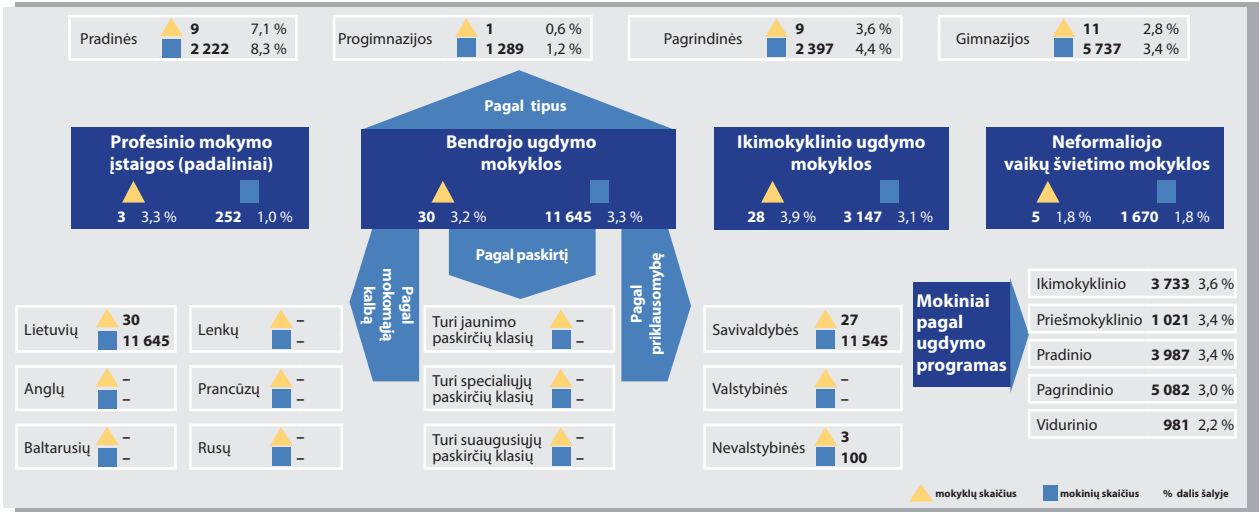 Pradinės 9 7,1 %
2 222 8,3 %
Progimnazijos 1 0,6 %
1 289 1,2 %
Pagrindinės 9 3,6 %
2 397 4,4 %
Gimnazijos 11 2,8 %
5 737 3,4 %
Pagal tipus
Profesinio mokymo
įstaigos (padaliniai)
3 3,3 % 252 1,0 %
Bendrojo ugdymo
mokyklos
30 3,2 % 11 645 3,3 %
Ikimokyklinio ugdymo
mokyklos
28 3,9 % 3 147 3,1 %
Neformaliojo
vaikų švietimo mokyklos
5 1,8 % 1 670 1,8 %
Pagal
mokomąją
kalbą
Pagal paskirtį
Pagal
priklausomybę
Lietuvių 30
11 645
Lenkų –
–
Anglų –
–
Prancūzų –
–
Baltarusių –
–
Rusų –
–
Turi jaunimo
paskirčių klasių
–
–
Turi specialiųjų
paskirčių klasių
–
–
Turi suaugusiųjų
paskirčių klasių
–
–
Savivaldybės 27
11 545
Valstybinės –
–
Nevalstybinės 3
100
Mokiniai
pagal
ugdymo
programas
Ikimokyklinio 3 733 3,6 %
Priešmokyklinio 1 021 3,4 %
Pradinio 3 987 3,4 %
Pagrindinio 5 082 3,0 %
Vidurinio 981 2,2 %
mokyklų skaičius mokinių skaičius % dalis šalyje